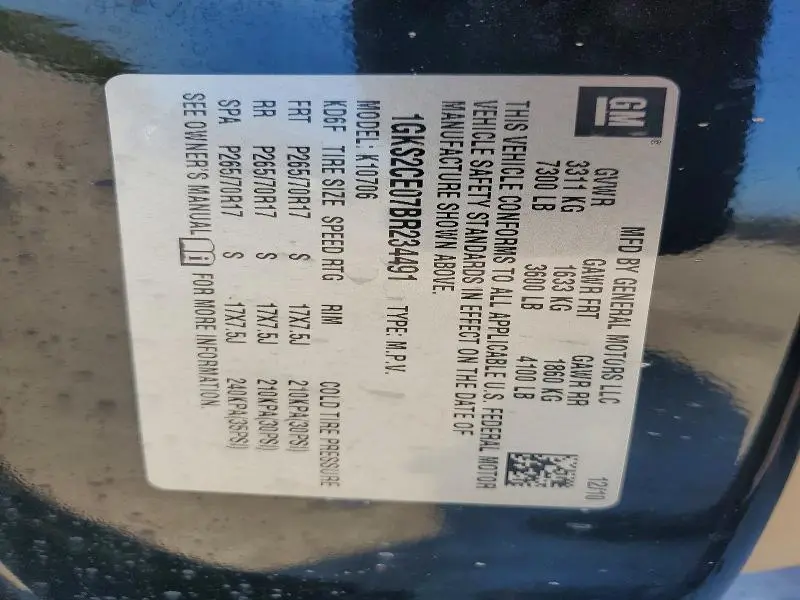 GM®
MFD BY GENERAL MOTORS LLC 12/10
GVWR GAWR FRT GAWR RR
3311 KG 1633 KG 1860 KG
7300 LB 3600 LB 4100 LB
THIS VEHICLE CONFORMS TO ALL APPLICABLE U.S. FEDERAL MOTOR
VEHICLE SAFETY STANDARDS IN EFFECT ON THE DATE OF
MANUFACTURE SHOWN ABOVE.
1GKS2CE07BR234491 TYPE: M.P.V.
MODEL: K10706
KD6F TIRE SIZE SPEED RTG RIM COLD TIRE PRESSURE
FRT P265/70R17 S 17X7.5J 210KPA(30PSI)
RR P265/70R17 S 17X7.5J 210KPA(30PSI)
SPA P265/70R17 S 17X7.5J 240KPA(35PSI)
SEE OWNER'S MANUAL FOR MORE INFORMATION.